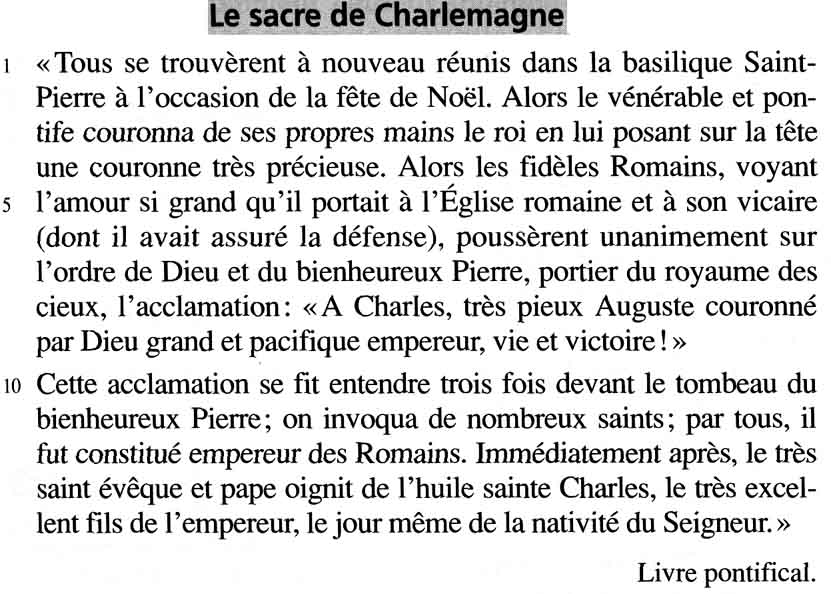 Le sacre de Charlemagne
1 «Tous se trouvèrent à nouveau réunis dans la basilique Saint-
Pierre à l'occasion de la fête de Noël. Alors le vénérable et pon-
tife couronna de ses propres mains le roi en lui posant sur la tête
une couronne très précieuse. Alors les fidèles Romains, voyant
5 l'amour si grand qu'il portait à l'Église romaine et à son vicaire
(dont il avait assuré la défense), poussèrent unanimement sur
l'ordre de Dieu et du bienheureux Pierre, portier du royaume des
cieux, l'acclamation: «A Charles, très pieux Auguste couronné
par Dieu grand et pacifique empereur, vie et victoire!»
10 Cette acclamation se fit entendre trois fois devant le tombeau du
bienheureux Pierre; on invoqua de nombreux saints; par tous, il
fut constitué empereur des Romains. Immédiatement après, le très
saint évêque et pape oignit de l'huile sainte Charles, le très excel-
lent fils de l'empereur, le jour même de la nativité du Seigneur.»
Livre pontifical.